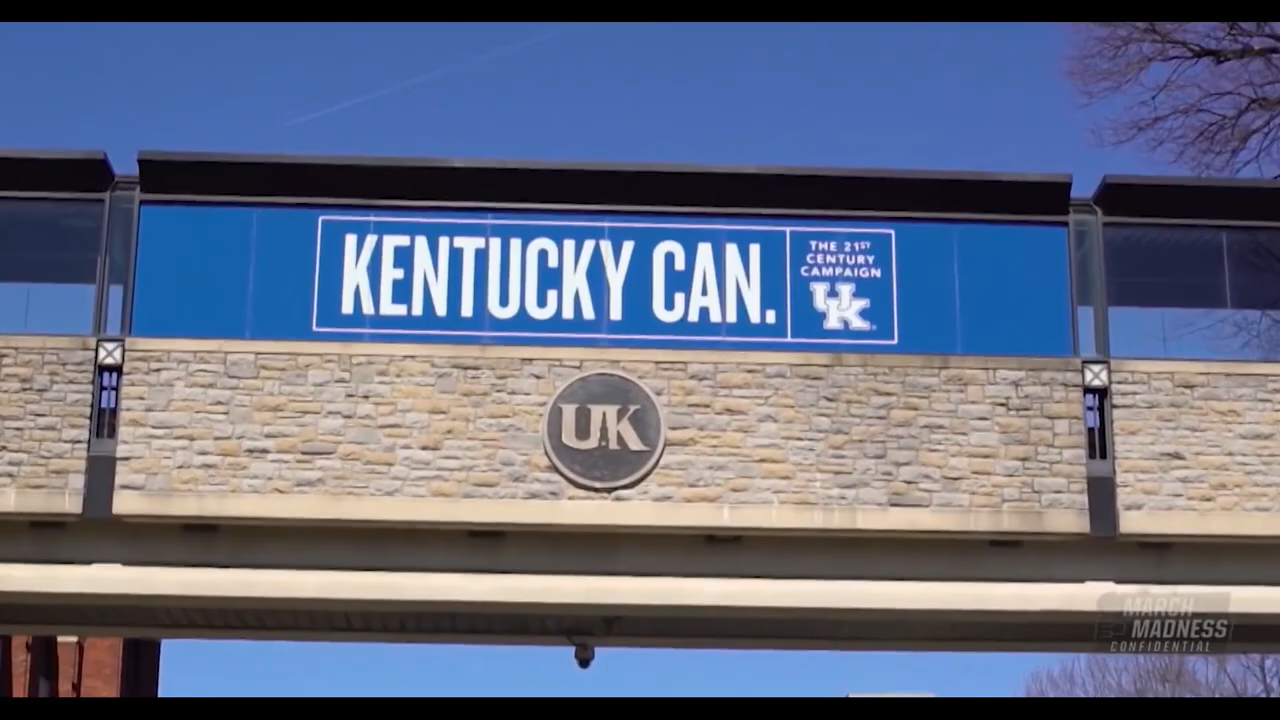 KENTUCKY CAN.
THE 21ST
CENTURY
CAMPAIGN
UK
UK
MARCH
MADNESS
CONFIDENTIAL